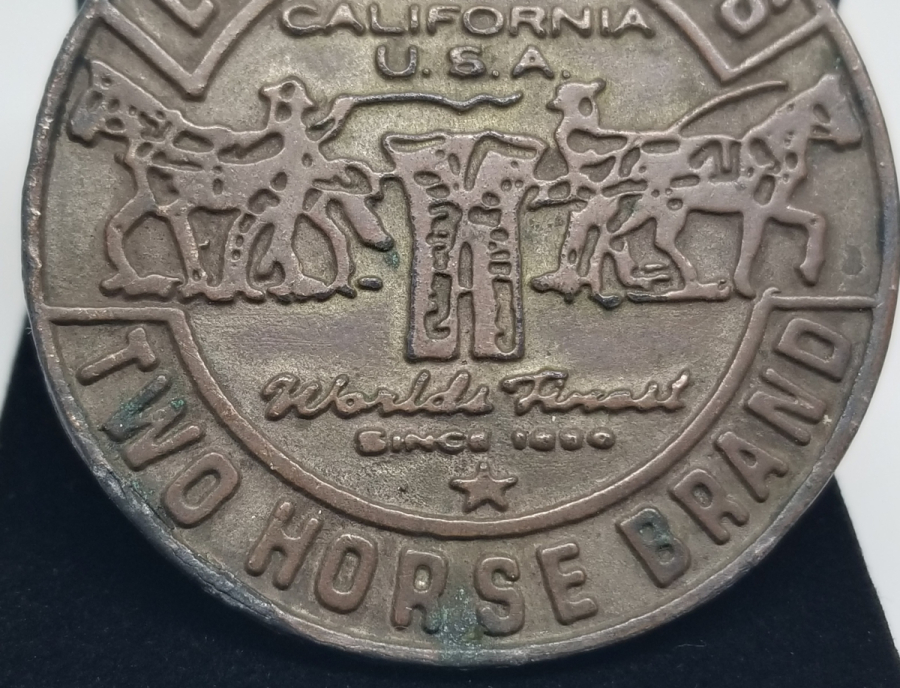 CALIFORNIA
U.S.A.
Worlds Finest
SINCE
TWO HORSE BRAND